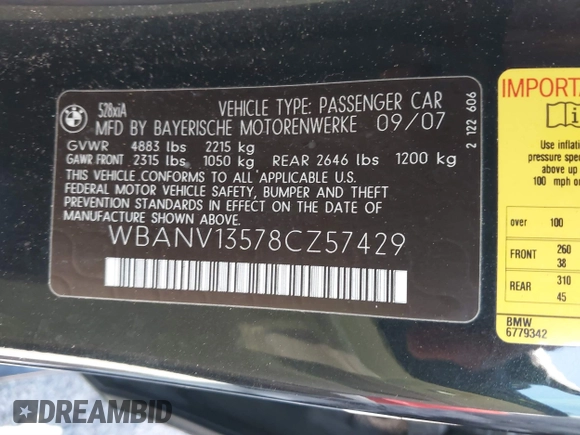 BMW
528xiA
VEHICLE TYPE: PASSENGER CAR
MFD BY BAYERISCHE MOTORENWERKE 09/07
GVWR 4883 lbs 2215 kg
GAWR FRONT 2315 lbs 1050 kg REAR 2646 lbs 1200 kg
THIS VEHICLE CONFORMS TO ALL APPLICABLE U.S.
FEDERAL MOTOR VEHICLE SAFETY, BUMPER AND THEFT
PREVENTION STANDARDS IN EFFECT ON THE DATE OF
MANUFACTURE SHOWN ABOVE.
WBANV13578CZ57429
2 122 606
IMPORTA
Use inflat
pressure spe
above up
100 mph o
over 100
FRONT 260
38
REAR 310
45
BMW
6779342
DREAMBID